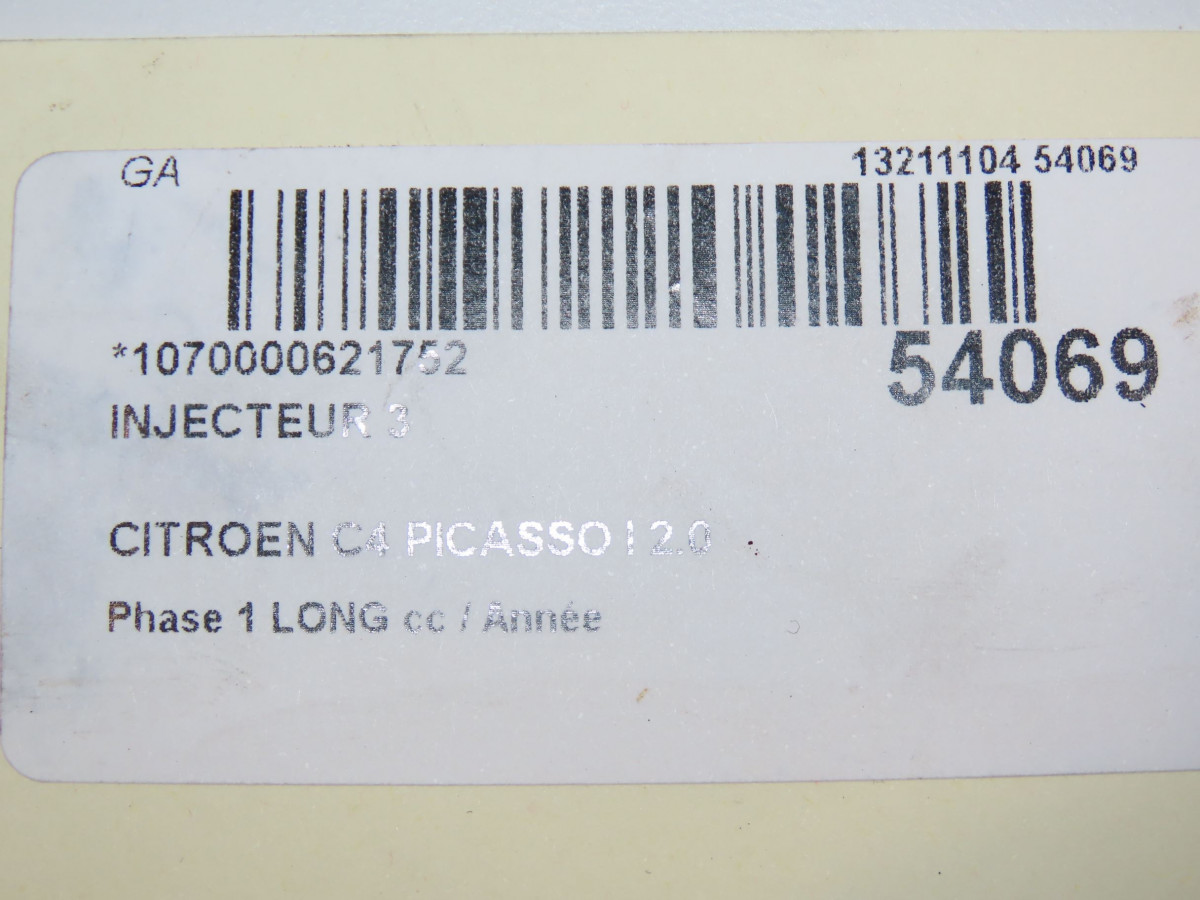 GA
13211104 54069
*1070000621752
54069
INJECTEUR 3
CITROEN C4 PICASSO I 2.0
Phase 1 LONG cc / Année